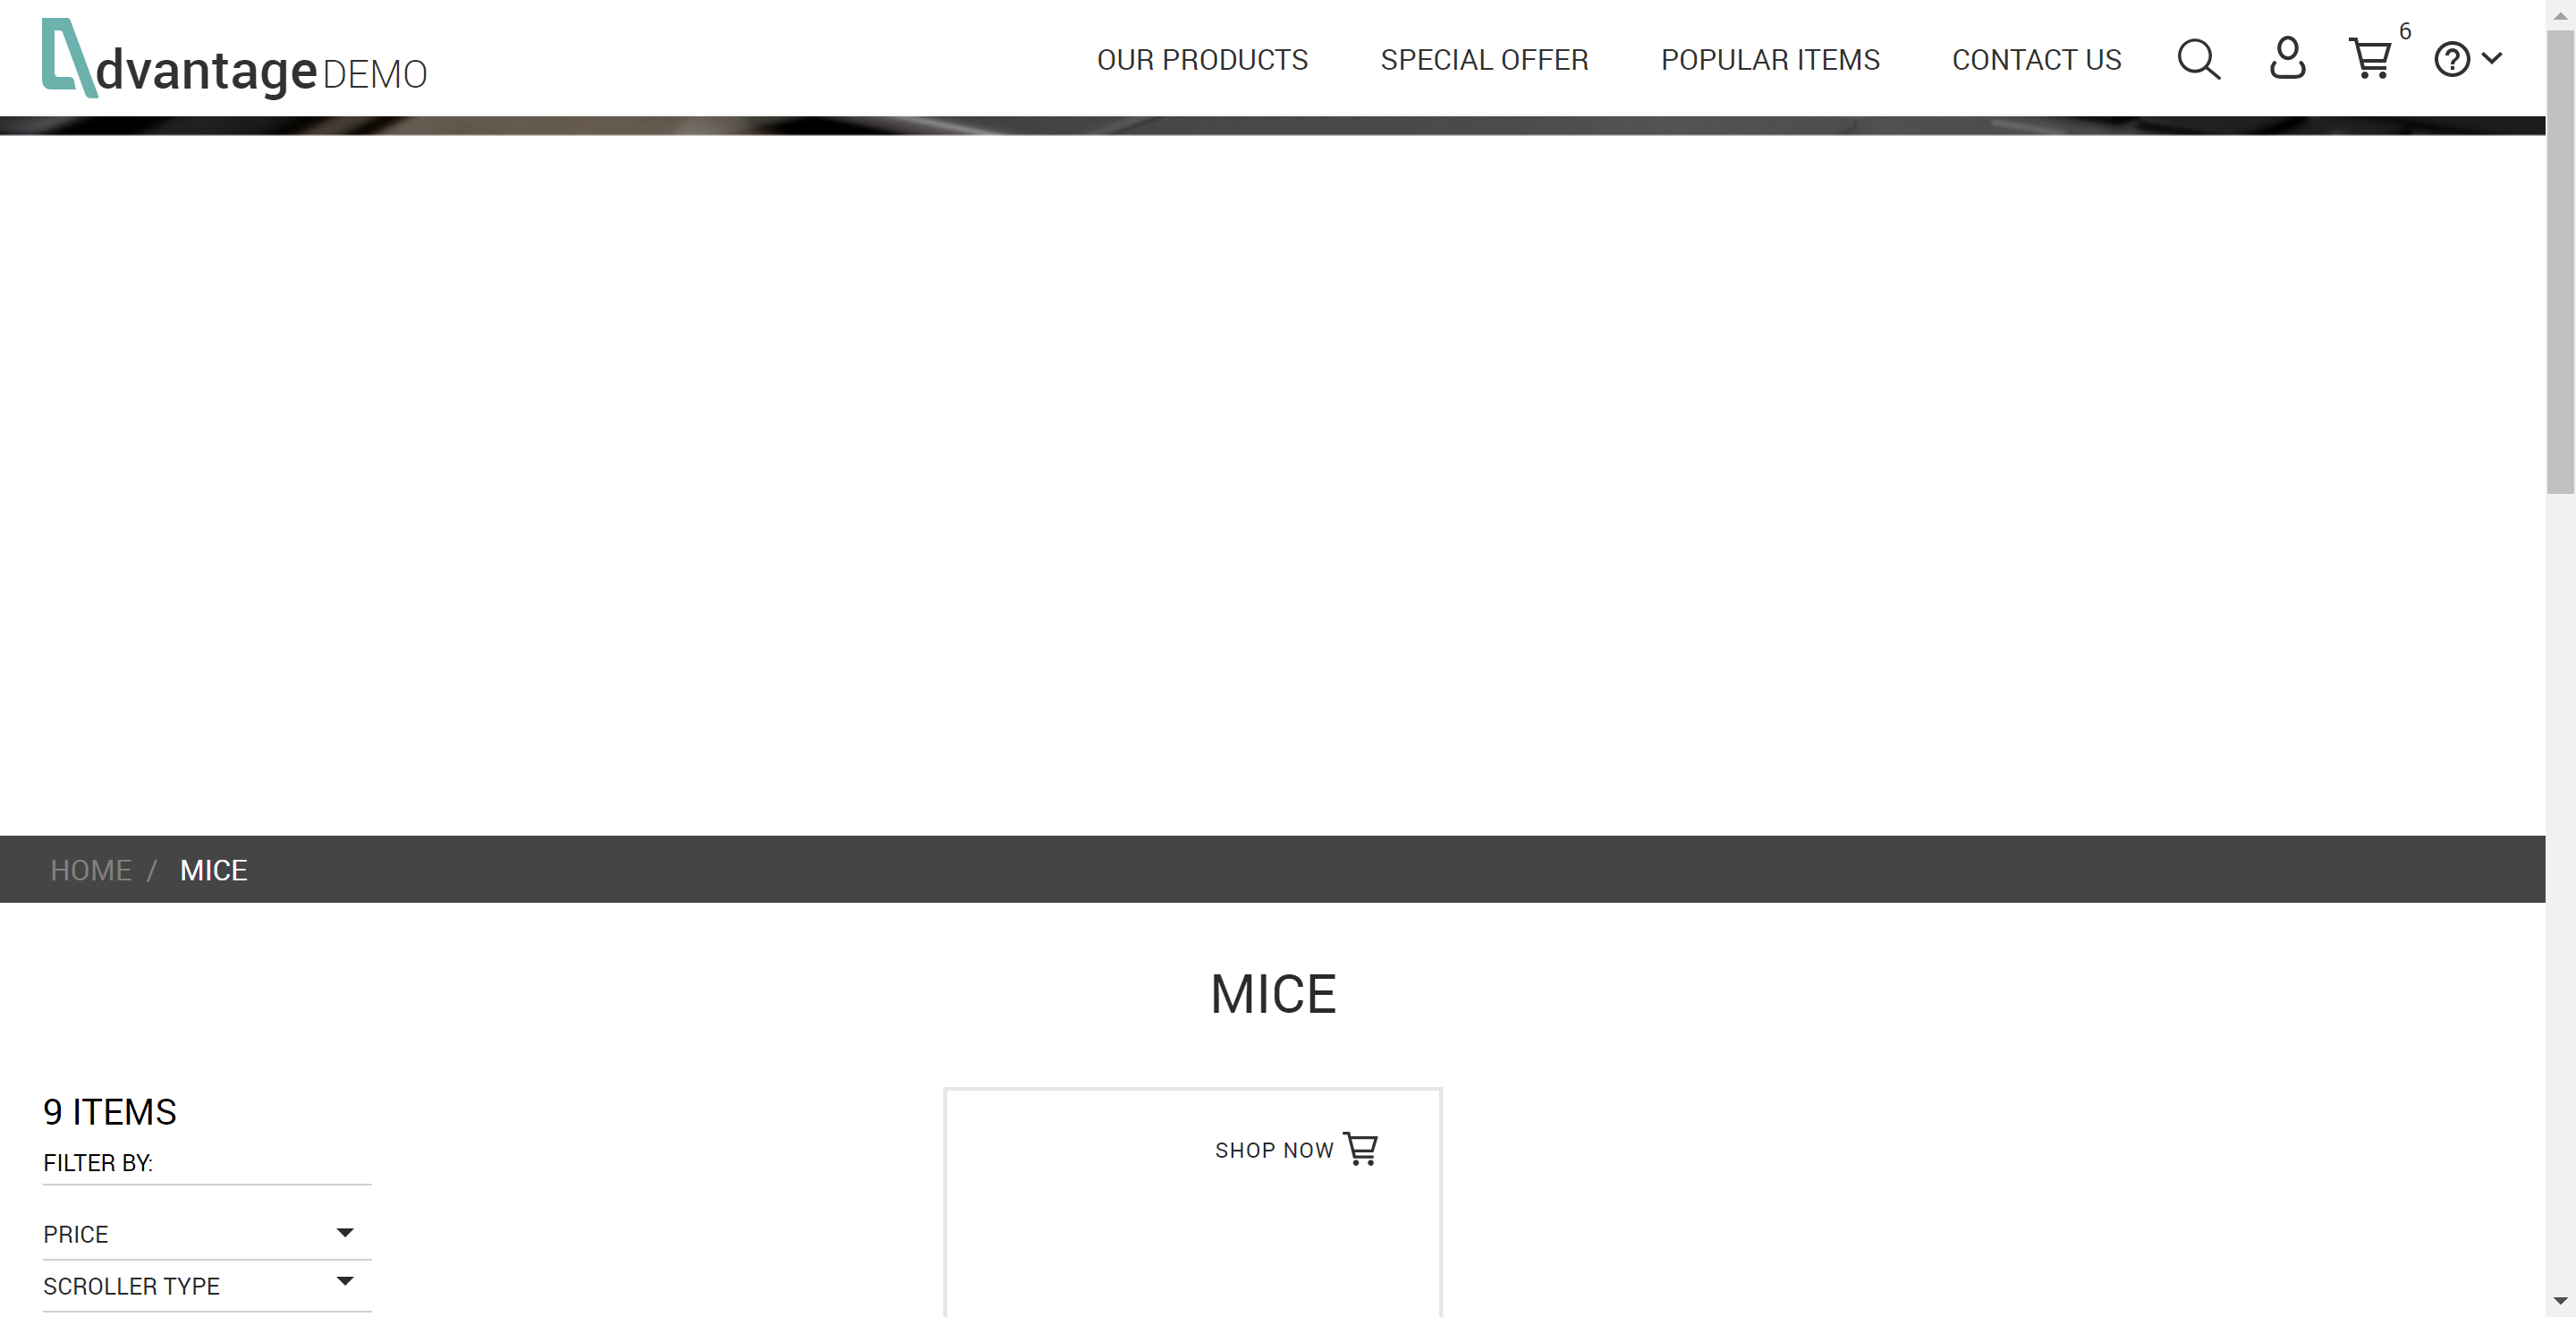 dvantage DEMO
OUR PRODUCTS SPECIAL OFFER POPULAR ITEMS CONTACT US 6
HOME / MICE
MICE
9 ITEMS
FILTER BY:
SHOP NOW
PRICE
SCROLLER TYPE